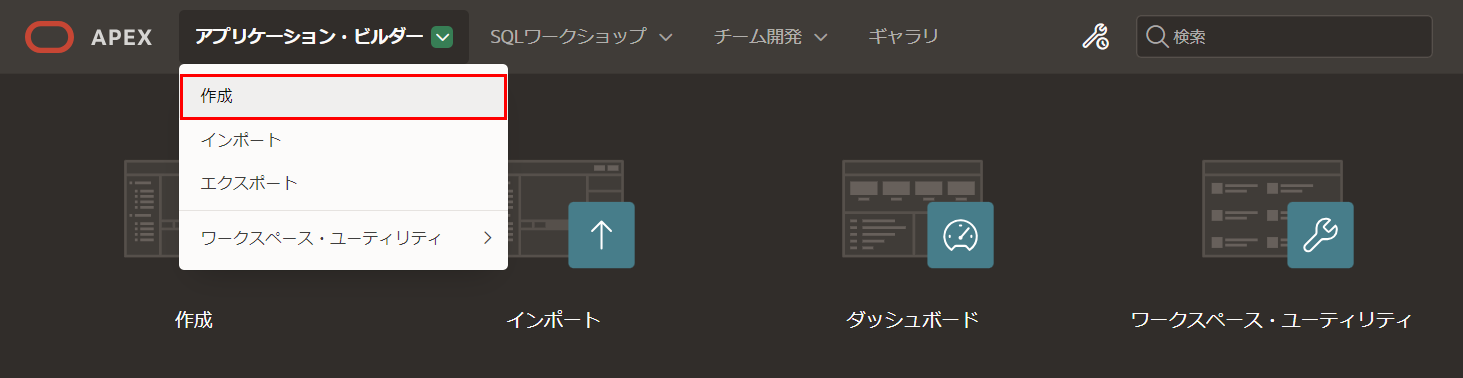 APEX アプリケーション・ビルダー SQLワークショップ チーム開発 ギャラリ 検索
作成
インポート
エクスポート
ワークスペース・ユーティリティ
作成 インポート ダッシュボード ワークスペース・ユーティリティ